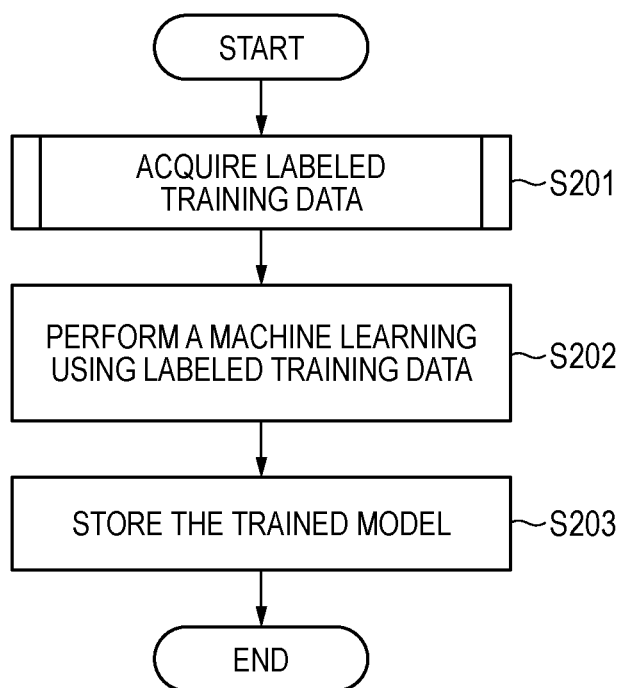 START
ACQUIRE LABELED
TRAINING DATA
S201
PERFORM A MACHINE LEARNING
USING LABELED TRAINING DATA
S202
STORE THE TRAINED MODEL
S203
END